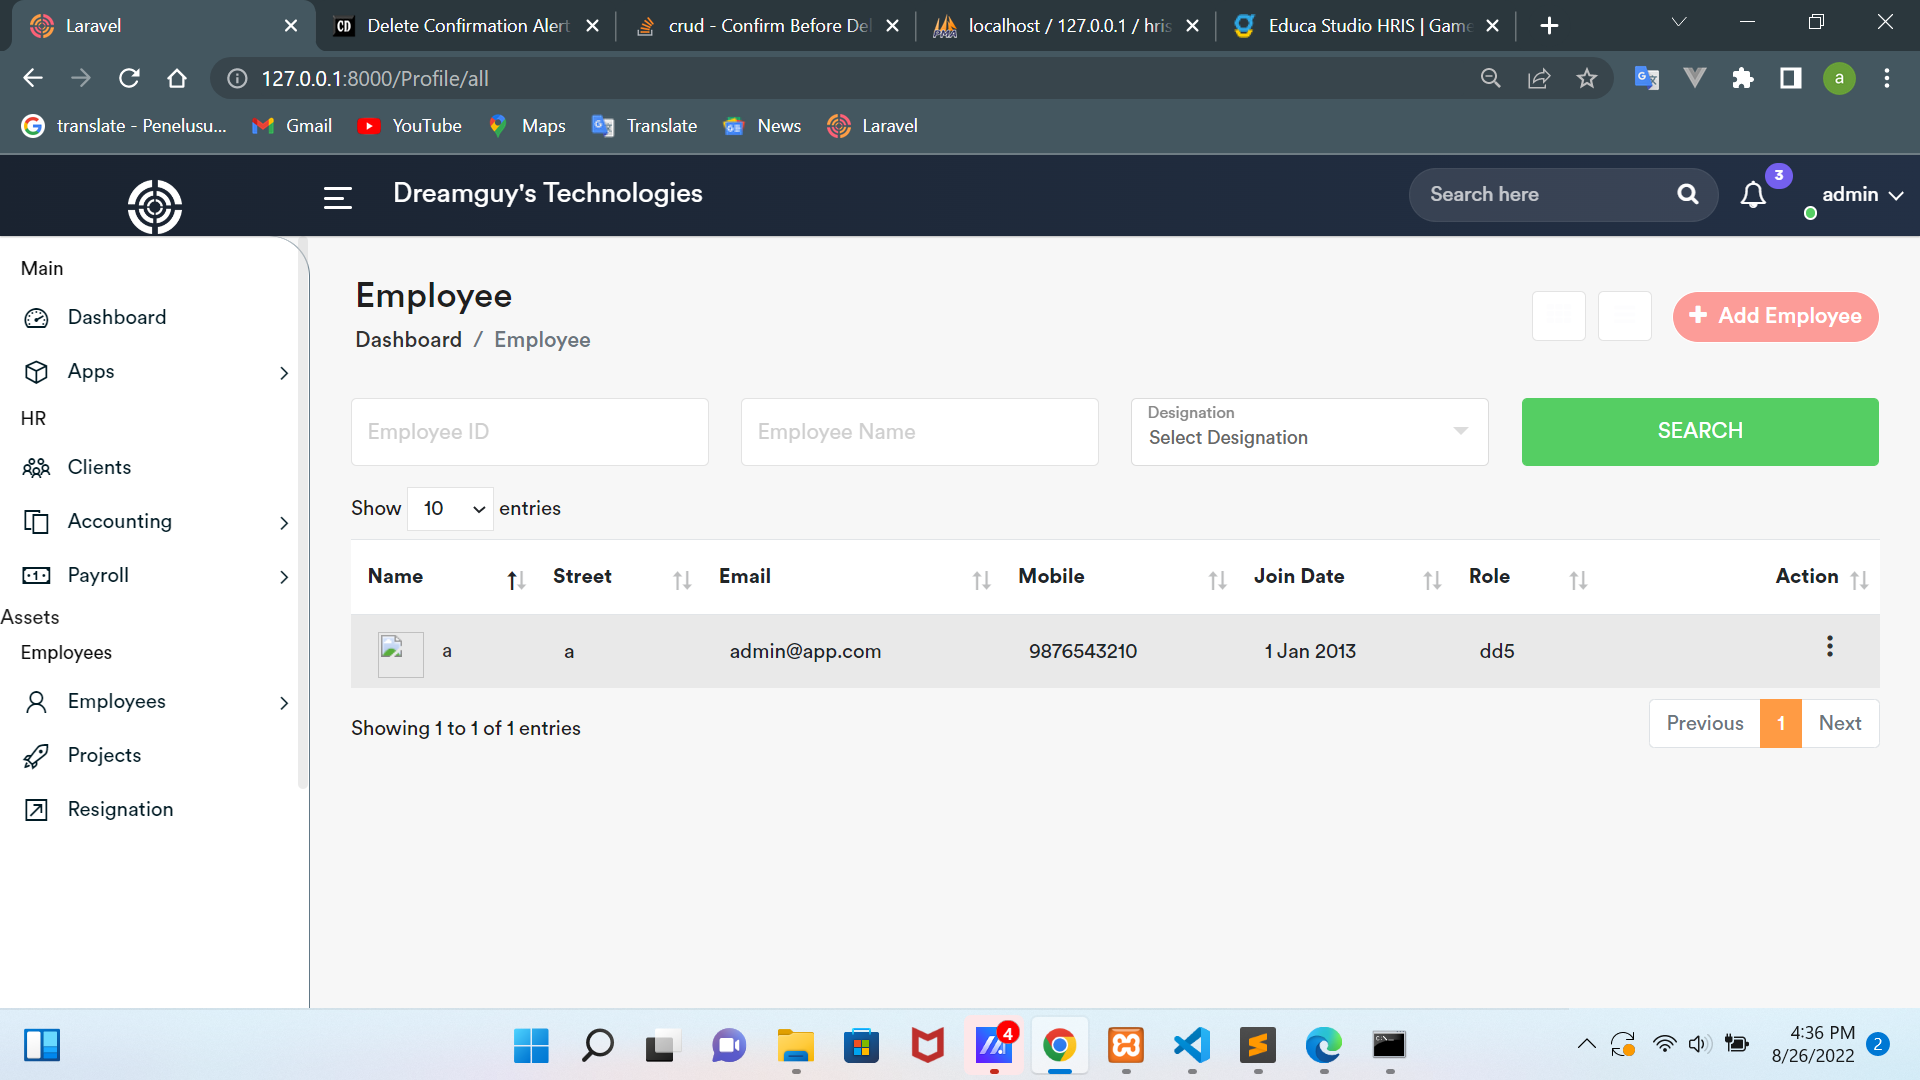 Laravel
Delete Confirmation Alert
crud - Confirm Before Del
localhost / 127.0.0.1 / hris
Educa Studio HRIS | Game
127.0.0.1:8000/Profile/all
a
translate - Penelusu...
Gmail
YouTube
Maps
Translate
News
Laravel
Dreamguy's Technologies
Search here
3
admin
Main
Dashboard
Apps
HR
Clients
Accounting
Payroll
Assets
Employees
Employees
Projects
Resignation
Employee
Dashboard / Employee
Add Employee
Employee ID
Employee Name
Designation
Select Designation
SEARCH
Show 10 entries
Name Street Email Mobile Join Date Role Action
a a admin@app.com 9876543210 1 Jan 2013 dd5
Showing 1 to 1 of 1 entries
Previous 1 Next
4
4:36 PM
8/26/2022
2